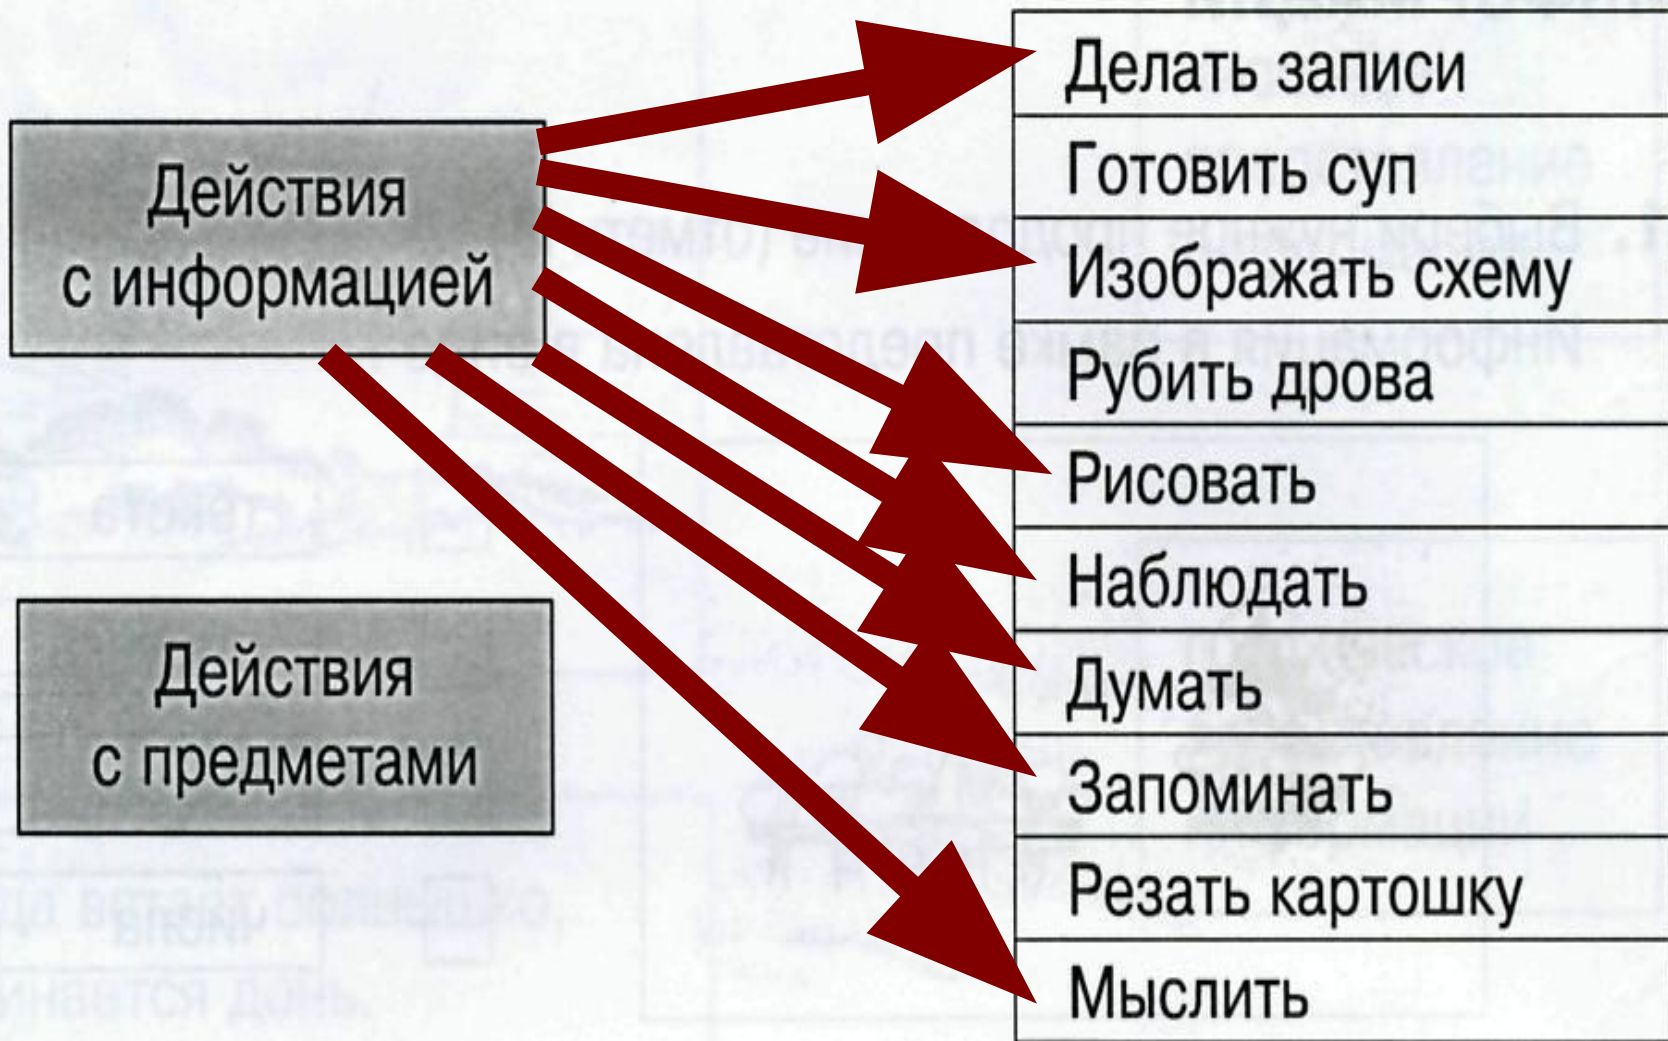 Действия
с информацией
Действия
с предметами
Делать записи
Готовить суп
Изображать схему
Рубить дрова
Рисовать
Наблюдать
Думать
Запоминать
Резать картошку
Мыслить